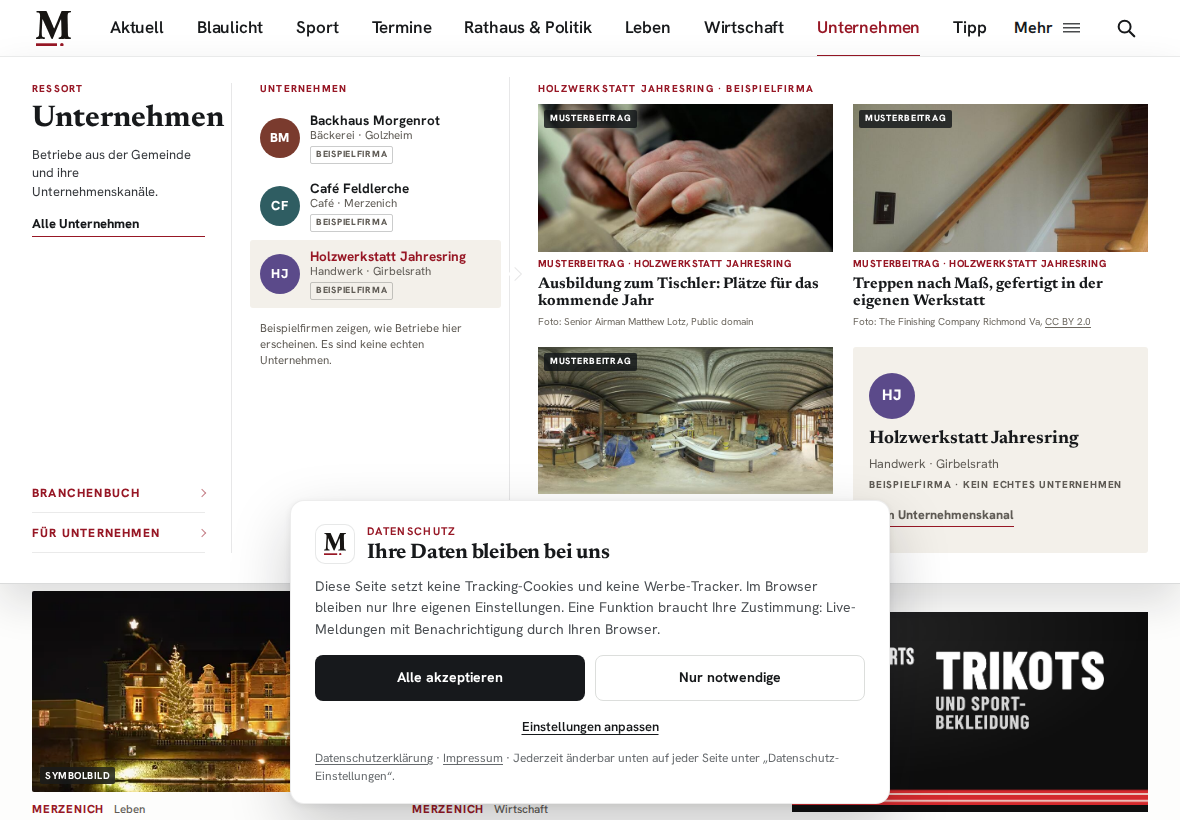 M
Aktuell
Blaulicht
Sport
Termine
Rathaus & Politik
Leben
Wirtschaft
Unternehmen
Tipp
Mehr
RESSORT
Unternehmen
Betriebe aus der Gemeinde
und ihre
Unternehmenskanäle.
Alle Unternehmen
BRANCHENBUCH
FÜR UNTERNEHMEN
UNTERNEHMEN
BM
Backhaus Morgenrot
Bäckerei · Golzheim
BEISPIELFIRMA
CF
Café Feldlerche
Café · Merzenich
BEISPIELFIRMA
HJ
Holzwerkstatt Jahresring
Handwerk · Girbelsrath
BEISPIELFIRMA
Beispielfirmen zeigen, wie Betriebe hier
erscheinen. Es sind keine echten
Unternehmen.
HOLZWERKSTATT JAHRESRING · BEISPIELFIRMA
MUSTERBEITRAG
MUSTERBEITRAG · HOLZWERKSTATT JAHRESRING
Ausbildung zum Tischler: Plätze für das
kommende Jahr
Foto: Senior Airman Matthew Lotz, Public domain
MUSTERBEITRAG
MUSTERBEITRAG · HOLZWERKSTATT JAHRESRING
Treppen nach Maß, gefertigt in der
eigenen Werkstatt
Foto: The Finishing Company Richmond Va, CC BY 2.0
MUSTERBEITRAG
HJ
Holzwerkstatt Jahresring
Handwerk · Girbelsrath
BEISPIELFIRMA · KEIN ECHTES UNTERNEHMEN
Unternehmenskanal
M
DATENSCHUTZ
Ihre Daten bleiben bei uns
Diese Seite setzt keine Tracking-Cookies und keine Werbe-Tracker. Im Browser
bleiben nur Ihre eigenen Einstellungen. Eine Funktion braucht Ihre Zustimmung: Live-
Meldungen mit Benachrichtigung durch Ihren Browser.
Alle akzeptieren
Nur notwendige
Einstellungen anpassen
Datenschutzerklärung · Impressum · Jederzeit änderbar unten auf jeder Seite unter „Datenschutz-
Einstellungen“.
SYMBOLBILD
MERZENICH Leben
MERZENICH Wirtschaft
TRIKOTS
UND SPORT-
BEKLEIDUNG